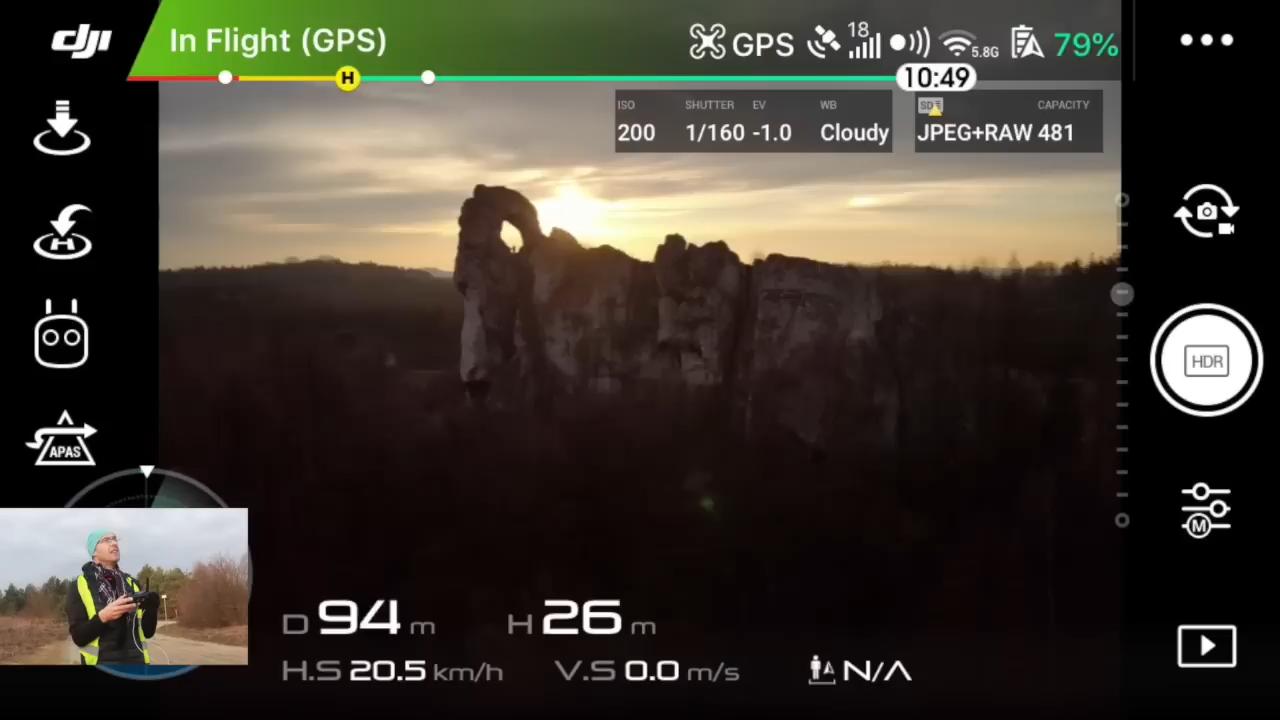 dji
In Flight (GPS)
GPS
18
5.8G
79%
H
10:49
ISO
SHUTTER
EV
WB
200
1/160
-1.0
Cloudy
SD
CAPACITY
JPEG+RAW
481
H
HDR
APAS
M
D 94 m
H 26 m
H.S 20.5 km/h
V.S 0.0 m/s
N/A